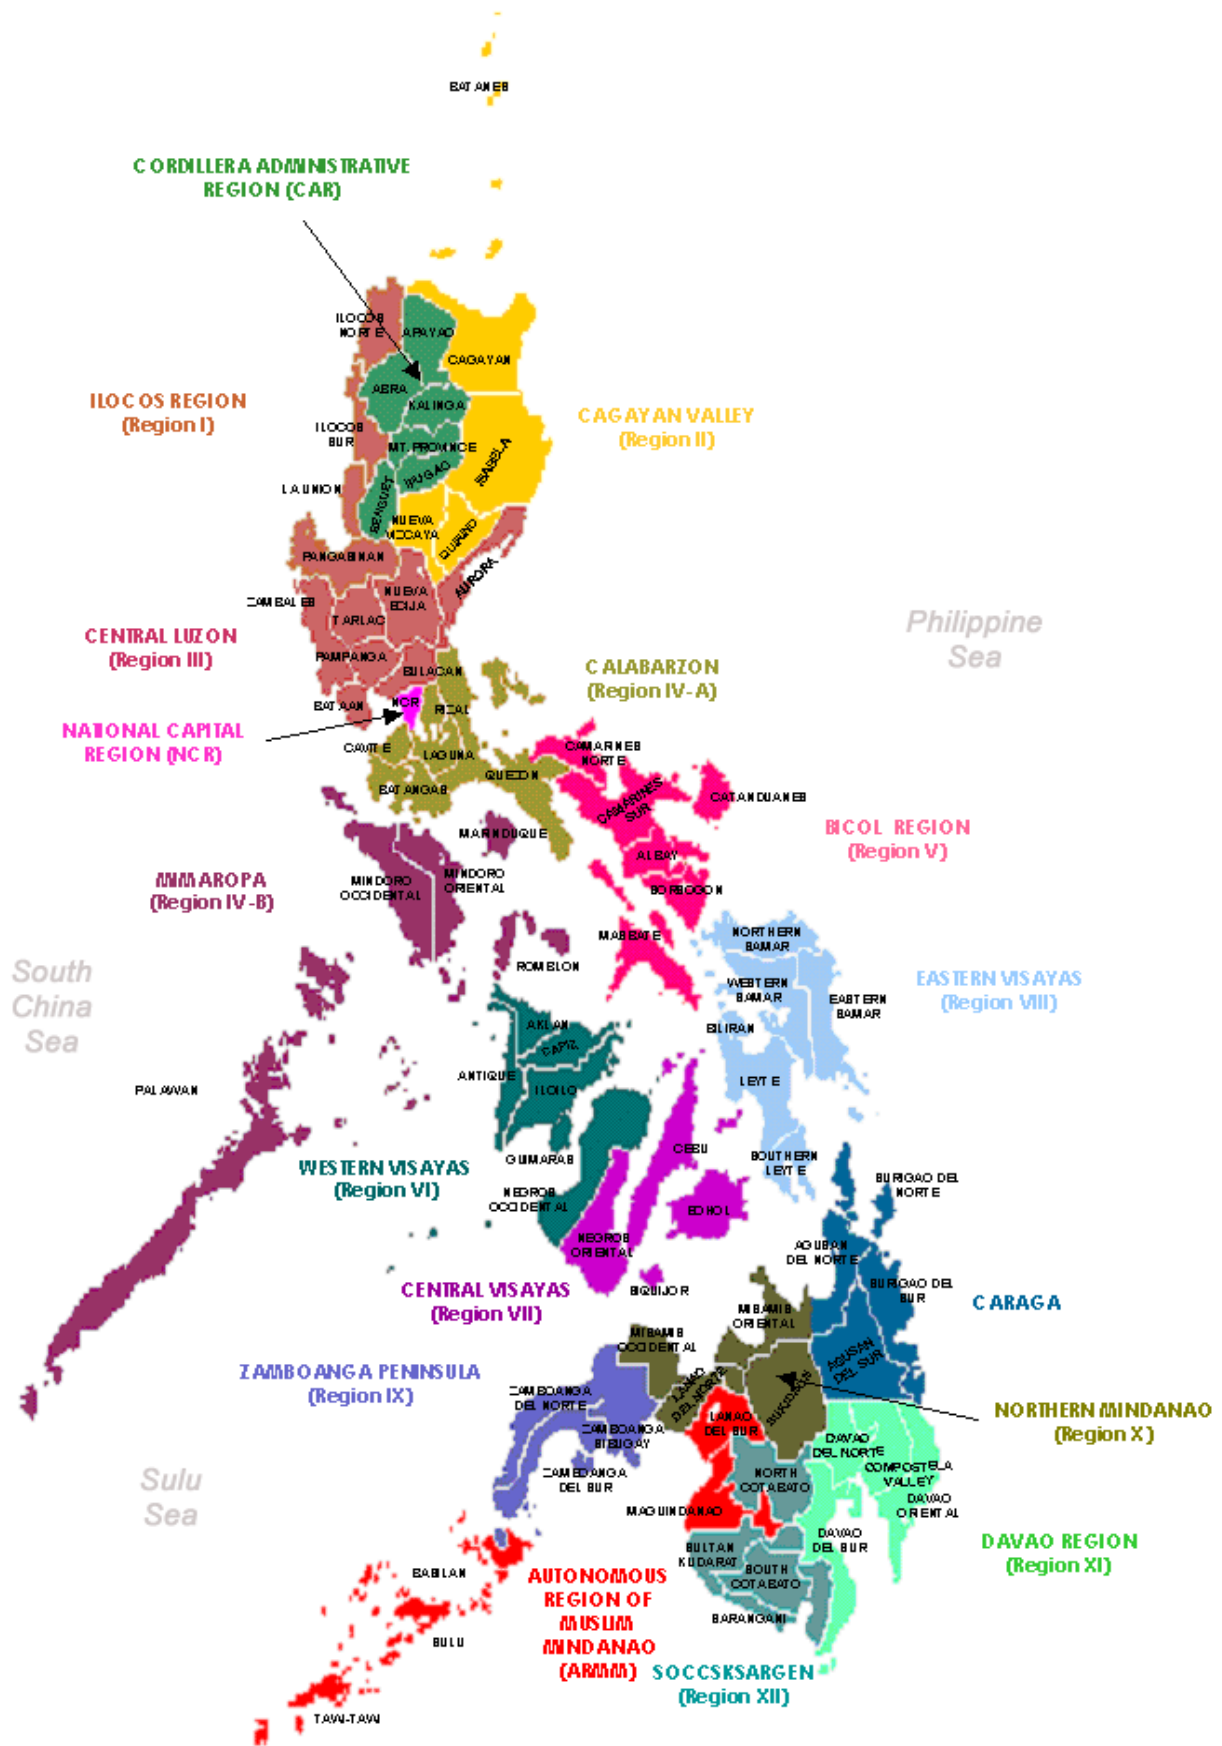 BATANES
CORDILLERA ADMINISTRATIVE
REGION (CAR)
ILOCOS
NORTE
APAYAO
CAGAYAN
ABRA
KALINGA
ILOCOS REGION
(Region I)
CAGAYAN VALLEY
(Region II)
ILOCOS
SUR
MT. PROVINCE
ISABELA
IFUGAO
LA UNION
BENGUET
NUEVA
VIZCAYA
QUIRINO
PANGASINAN
AURORA
ZAMBALES
NUEVA
ECIJA
TARLAC
Philippine
Sea
CENTRAL LUZON
(Region III)
PAMPANGA
BULACAN
CALABARZON
(Region IV-A)
BATAAN
NCR
RIZAL
NATIONAL CAPITAL
REGION (NCR)
CAVITE
LAGUNA
QUEZON
BATANGAS
CAMARINES
NORTE
CAMARINES
SUR
CATANDUANES
BICOL REGION
(Region V)
MARINDUQUE
ALBAY
MIMAROPA
(Region IV-B)
MINDORO
OCCIDENTAL
MINDORO
ORIENTAL
SORSOGON
MASBATE
NORTHERN
SAMAR
ROMBLON
South
China
Sea
WESTERN
SAMAR
EASTERN
SAMAR
EASTERN VISAYAS
(Region VIII)
BILIRAN
AKLAN
CAPIZ
ANTIQUE
ILOILO
LEYTE
PALAWAN
CEBU
GUIMARAS
WESTERN VISAYAS
(Region VI)
SOUTHERN
LEYTE
NEGROS
OCCIDENTAL
BOHOL
SURIGAO DEL
NORTE
NEGROS
ORIENTAL
AGUSAN
DEL NORTE
CENTRAL VISAYAS
(Region VII)
SIQUIJOR
SURIGAO DEL
SUR
CARAGA
MISAMIS
ORIENTAL
MISAMIS
OCCIDENTAL
AGUSAN
DEL SUR
ZAMBOANGA PENINSULA
(Region IX)
ZAMBOANGA
DEL NORTE
LANAO
DEL NORTE
BUKIDNON
LANAO
DEL SUR
NORTHERN MINDANAO
(Region X)
ZAMBOANGA
SIBUGAY
DAVAO
DEL NORTE
COMPOSTELA
VALLEY
ZAMBOANGA
DEL SUR
NORTH
COTABATO
Sulu
Sea
MAGUINDANAO
DAVAO
ORIENTAL
DAVAO
DEL SUR
DAVAO REGION
(Region XI)
SULTAN
KUDARAT
BASILAN
SOUTH
COTABATO
AUTONOMOUS
REGION OF
MUSLIM
MINDANAO
(ARMM)
SARANGANI
SULU
SOCCSKSARGEN
(Region XII)
TAWI-TAWI